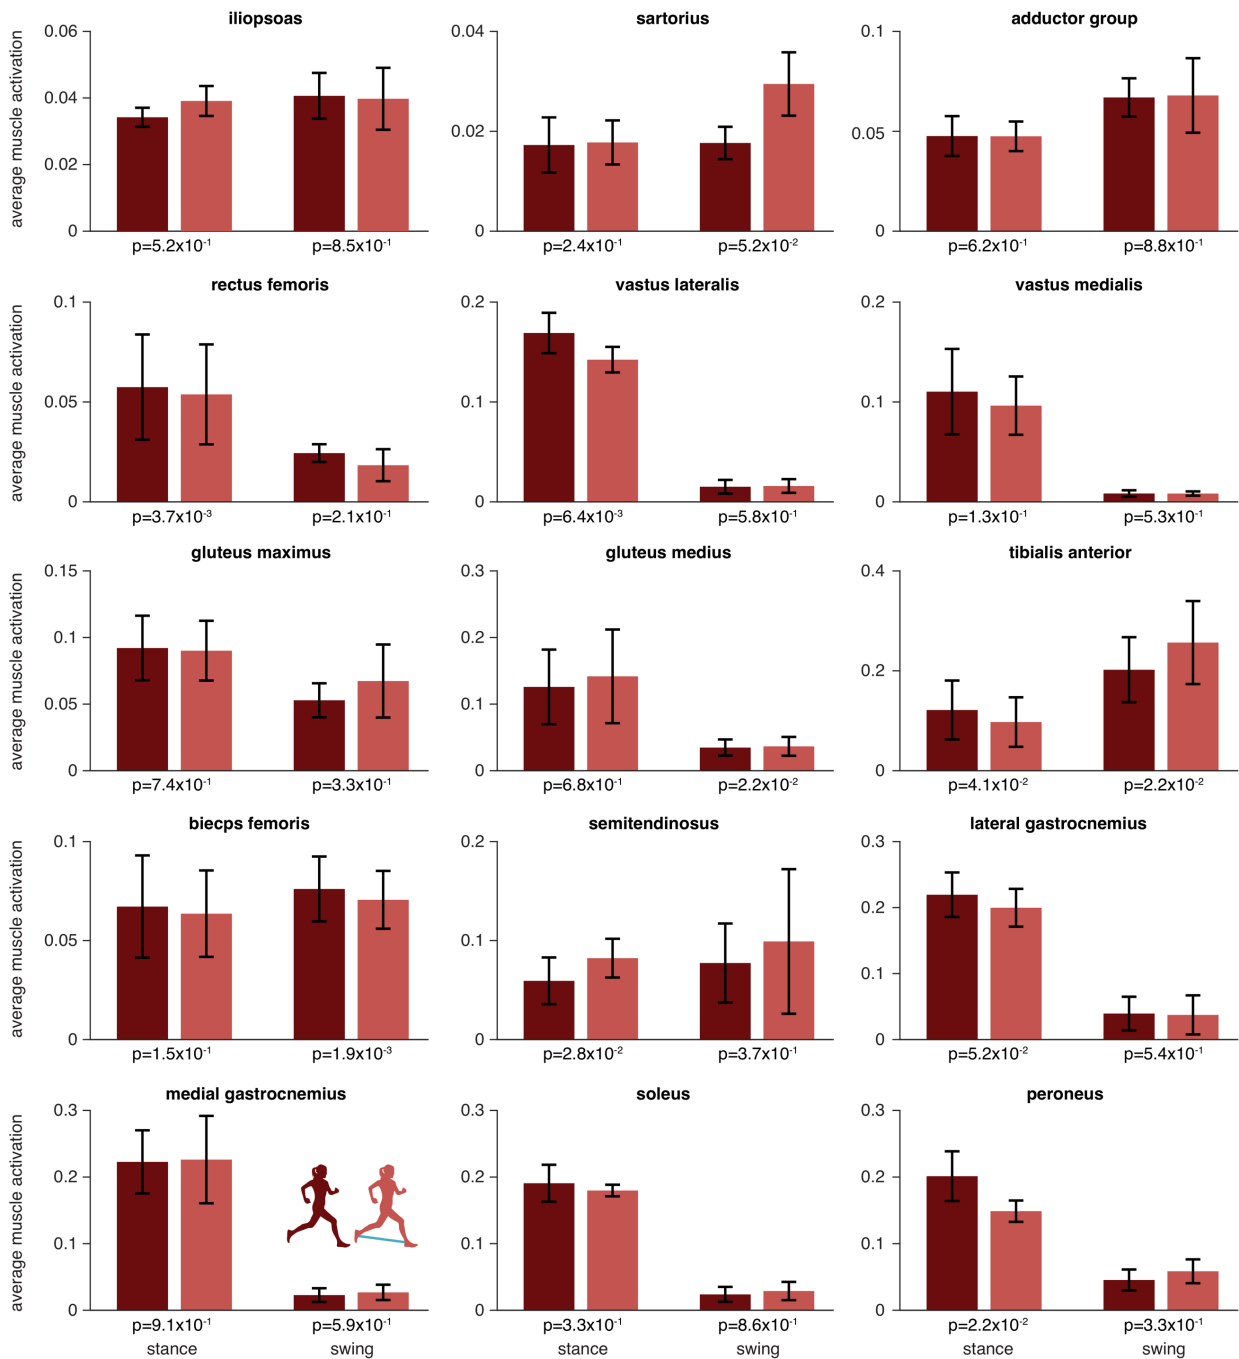 iliopsoas sartorius adductor group
average muscle activation
0.06 0.04 0.1
0.04
0.02 0.05
0.02
0 0 0
p=5.2x10⁻¹ p=8.5x10⁻¹ p=2.4x10⁻¹ p=5.2x10⁻² p=6.2x10⁻¹ p=8.8x10⁻¹
rectus femoris vastus lateralis vastus medialis
average muscle activation
0.1 0.2 0.2
0.05 0.1 0.1
0 0 0
p=3.7x10⁻³ p=2.1x10⁻¹ p=6.4x10⁻³ p=5.8x10⁻¹ p=1.3x10⁻¹ p=5.3x10⁻¹
gluteus maximus gluteus medius tibialis anterior
average muscle activation
0.15 0.3 0.4
0.1 0.2
0.2
0.05 0.1
0 0 0
p=7.4x10⁻¹ p=3.3x10⁻¹ p=6.8x10⁻¹ p=2.2x10⁻² p=4.1x10⁻² p=2.2x10⁻²
biecps femoris semitendinosus lateral gastrocnemius
average muscle activation
0.1 0.2 0.3
0.2
0.05 0.1
0.1
0 0 0
p=1.5x10⁻¹ p=1.9x10⁻³ p=2.8x10⁻² p=3.7x10⁻¹ p=5.2x10⁻² p=5.4x10⁻¹
medial gastrocnemius soleus peroneus
average muscle activation
0.3 0.3 0.3
0.2 0.2 0.2
0.1 0.1 0.1
0 0 0
p=9.1x10⁻¹ p=5.9x10⁻¹ p=3.3x10⁻¹ p=8.6x10⁻¹ p=2.2x10⁻² p=3.3x10⁻¹
stance swing stance swing stance swing